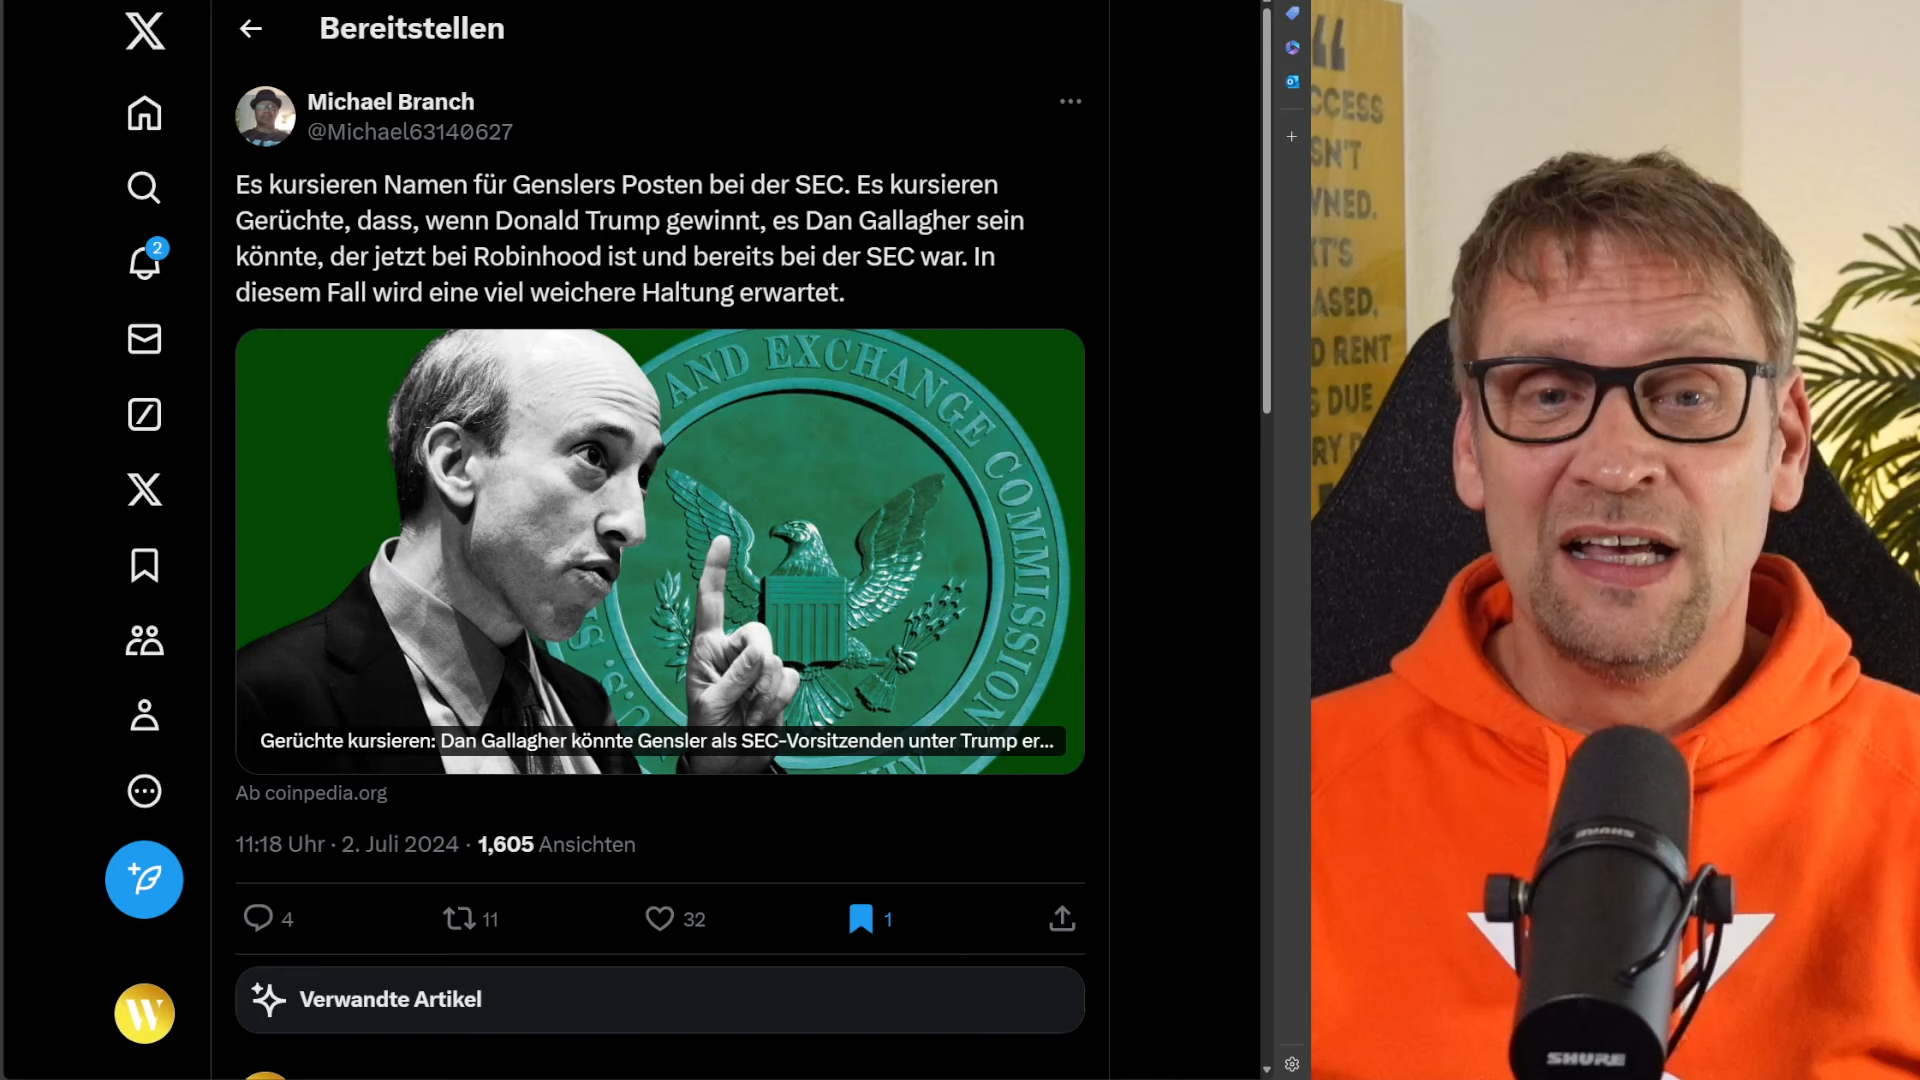 Bereitstellen
Michael Branch
@Michael63140627
Es kursieren Namen für Genslers Posten bei der SEC. Es kursieren
Gerüchte, dass, wenn Donald Trump gewinnt, es Dan Gallagher sein
könnte, der jetzt bei Robinhood ist und bereits bei der SEC war. In
diesem Fall wird eine viel weichere Haltung erwartet.
AND EXCHANGE COMMISSION
U.S.
Gerüchte kursieren: Dan Gallagher könnte Gensler als SEC-Vorsitzenden unter Trump er...
Ab coinpedia.org
11:18 Uhr · 2. Juli 2024 · 1,605 Ansichten
4
11
32
1
Verwandte Artikel
2
W
“
CCESS
SN'T
WNED.
IT'S
ASED,
D RENT
S DUE
RY D
SHURE
SHURE